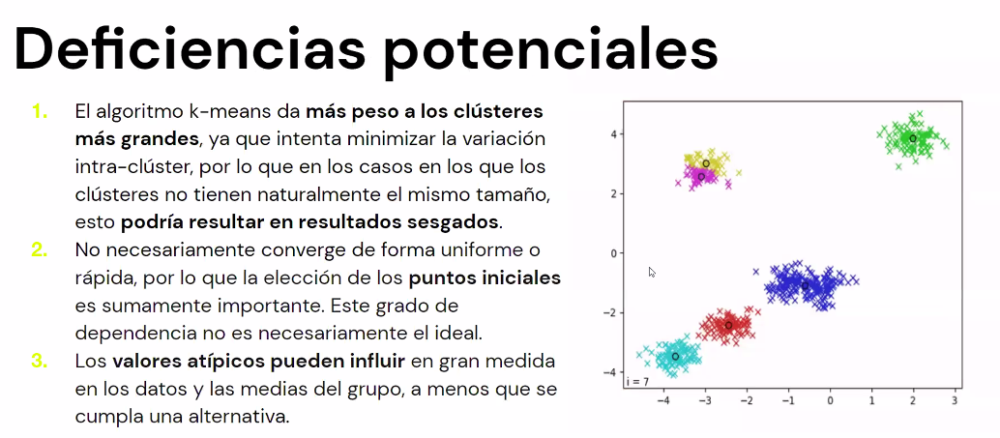 Deficiencias potenciales
1. El algoritmo k-means da más peso a los clústeres
más grandes, ya que intenta minimizar la variación
intra-clúster, por lo que en los casos en los que los
clústeres no tienen naturalmente el mismo tamaño,
esto podría resultar en resultados sesgados.
2. No necesariamente converge de forma uniforme o
rápida, por lo que la elección de los puntos iniciales
es sumamente importante. Este grado de
dependencia no es necesariamente el ideal.
3. Los valores atípicos pueden influir en gran medida
en los datos y las medias del grupo, a menos que se
cumpla una alternativa.
4
2
0
−2
−4
i = 7
−4 −3 −2 −1 0 1 2 3